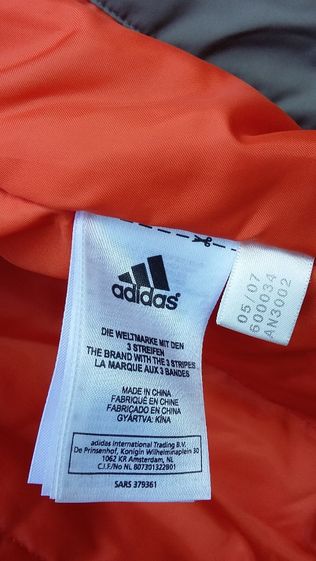 adidas
DIE WELTMARKE MIT DEN
3 STREIFEN
THE BRAND WITH THE 3 STRIPES
LA MARQUE AUX 3 BANDES
MADE IN CHINA
FABRIQUÉ EN CHINE
FABRICADO EN CHINA
GYÁRTVA: KÍNA
adidas International Trading B.V.
De Prinsenhof, Konigin Wilhelminaplein 30
1062 KR Amsterdam, NL
C.I.F./No NL 807301322B01
SARS 379361
05/07
600034
AN3002